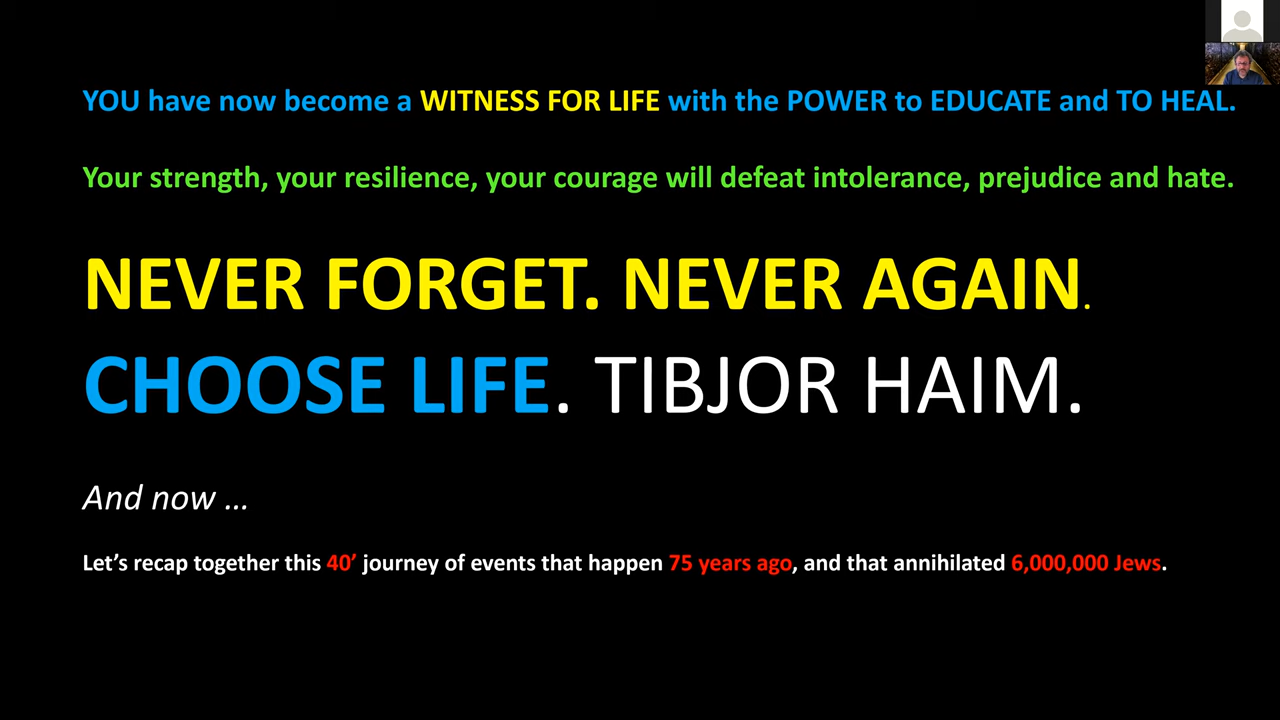 YOU have now become a WITNESS FOR LIFE with the POWER to EDUCATE and TO HEAL.
Your strength, your resilience, your courage will defeat intolerance, prejudice and hate.
NEVER FORGET. NEVER AGAIN.
CHOOSE LIFE. TIBJOR HAIM.
And now …
Let’s recap together this 40’ journey of events that happen 75 years ago, and that annihilated 6,000,000 Jews.